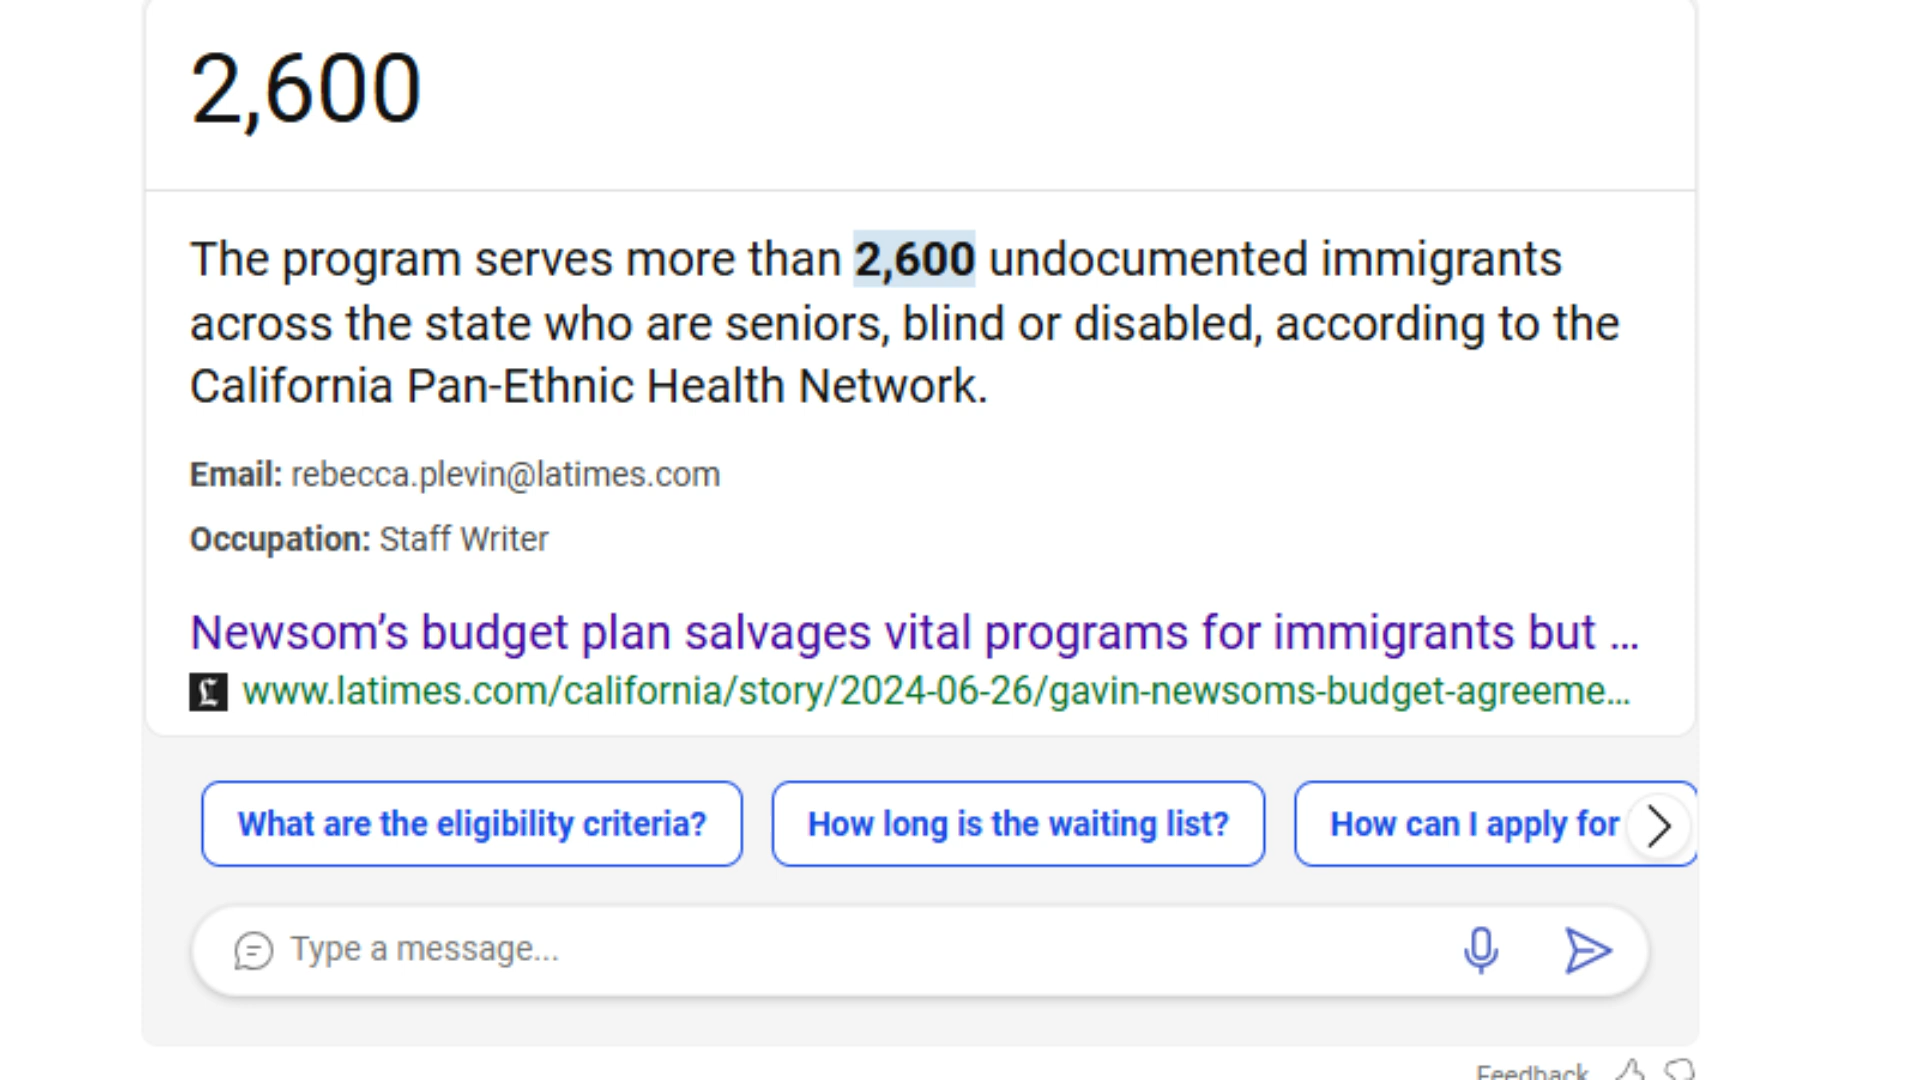 2,600
The program serves more than 2,600 undocumented immigrants
across the state who are seniors, blind or disabled, according to the
California Pan-Ethnic Health Network.
Email: rebecca.plevin@latimes.com
Occupation: Staff Writer
Newsom’s budget plan salvages vital programs for immigrants but ...
www.latimes.com/california/story/2024-06-26/gavin-newsoms-budget-agreeme...
What are the eligibility criteria? How long is the waiting list? How can I apply for
Type a message...
Feedback